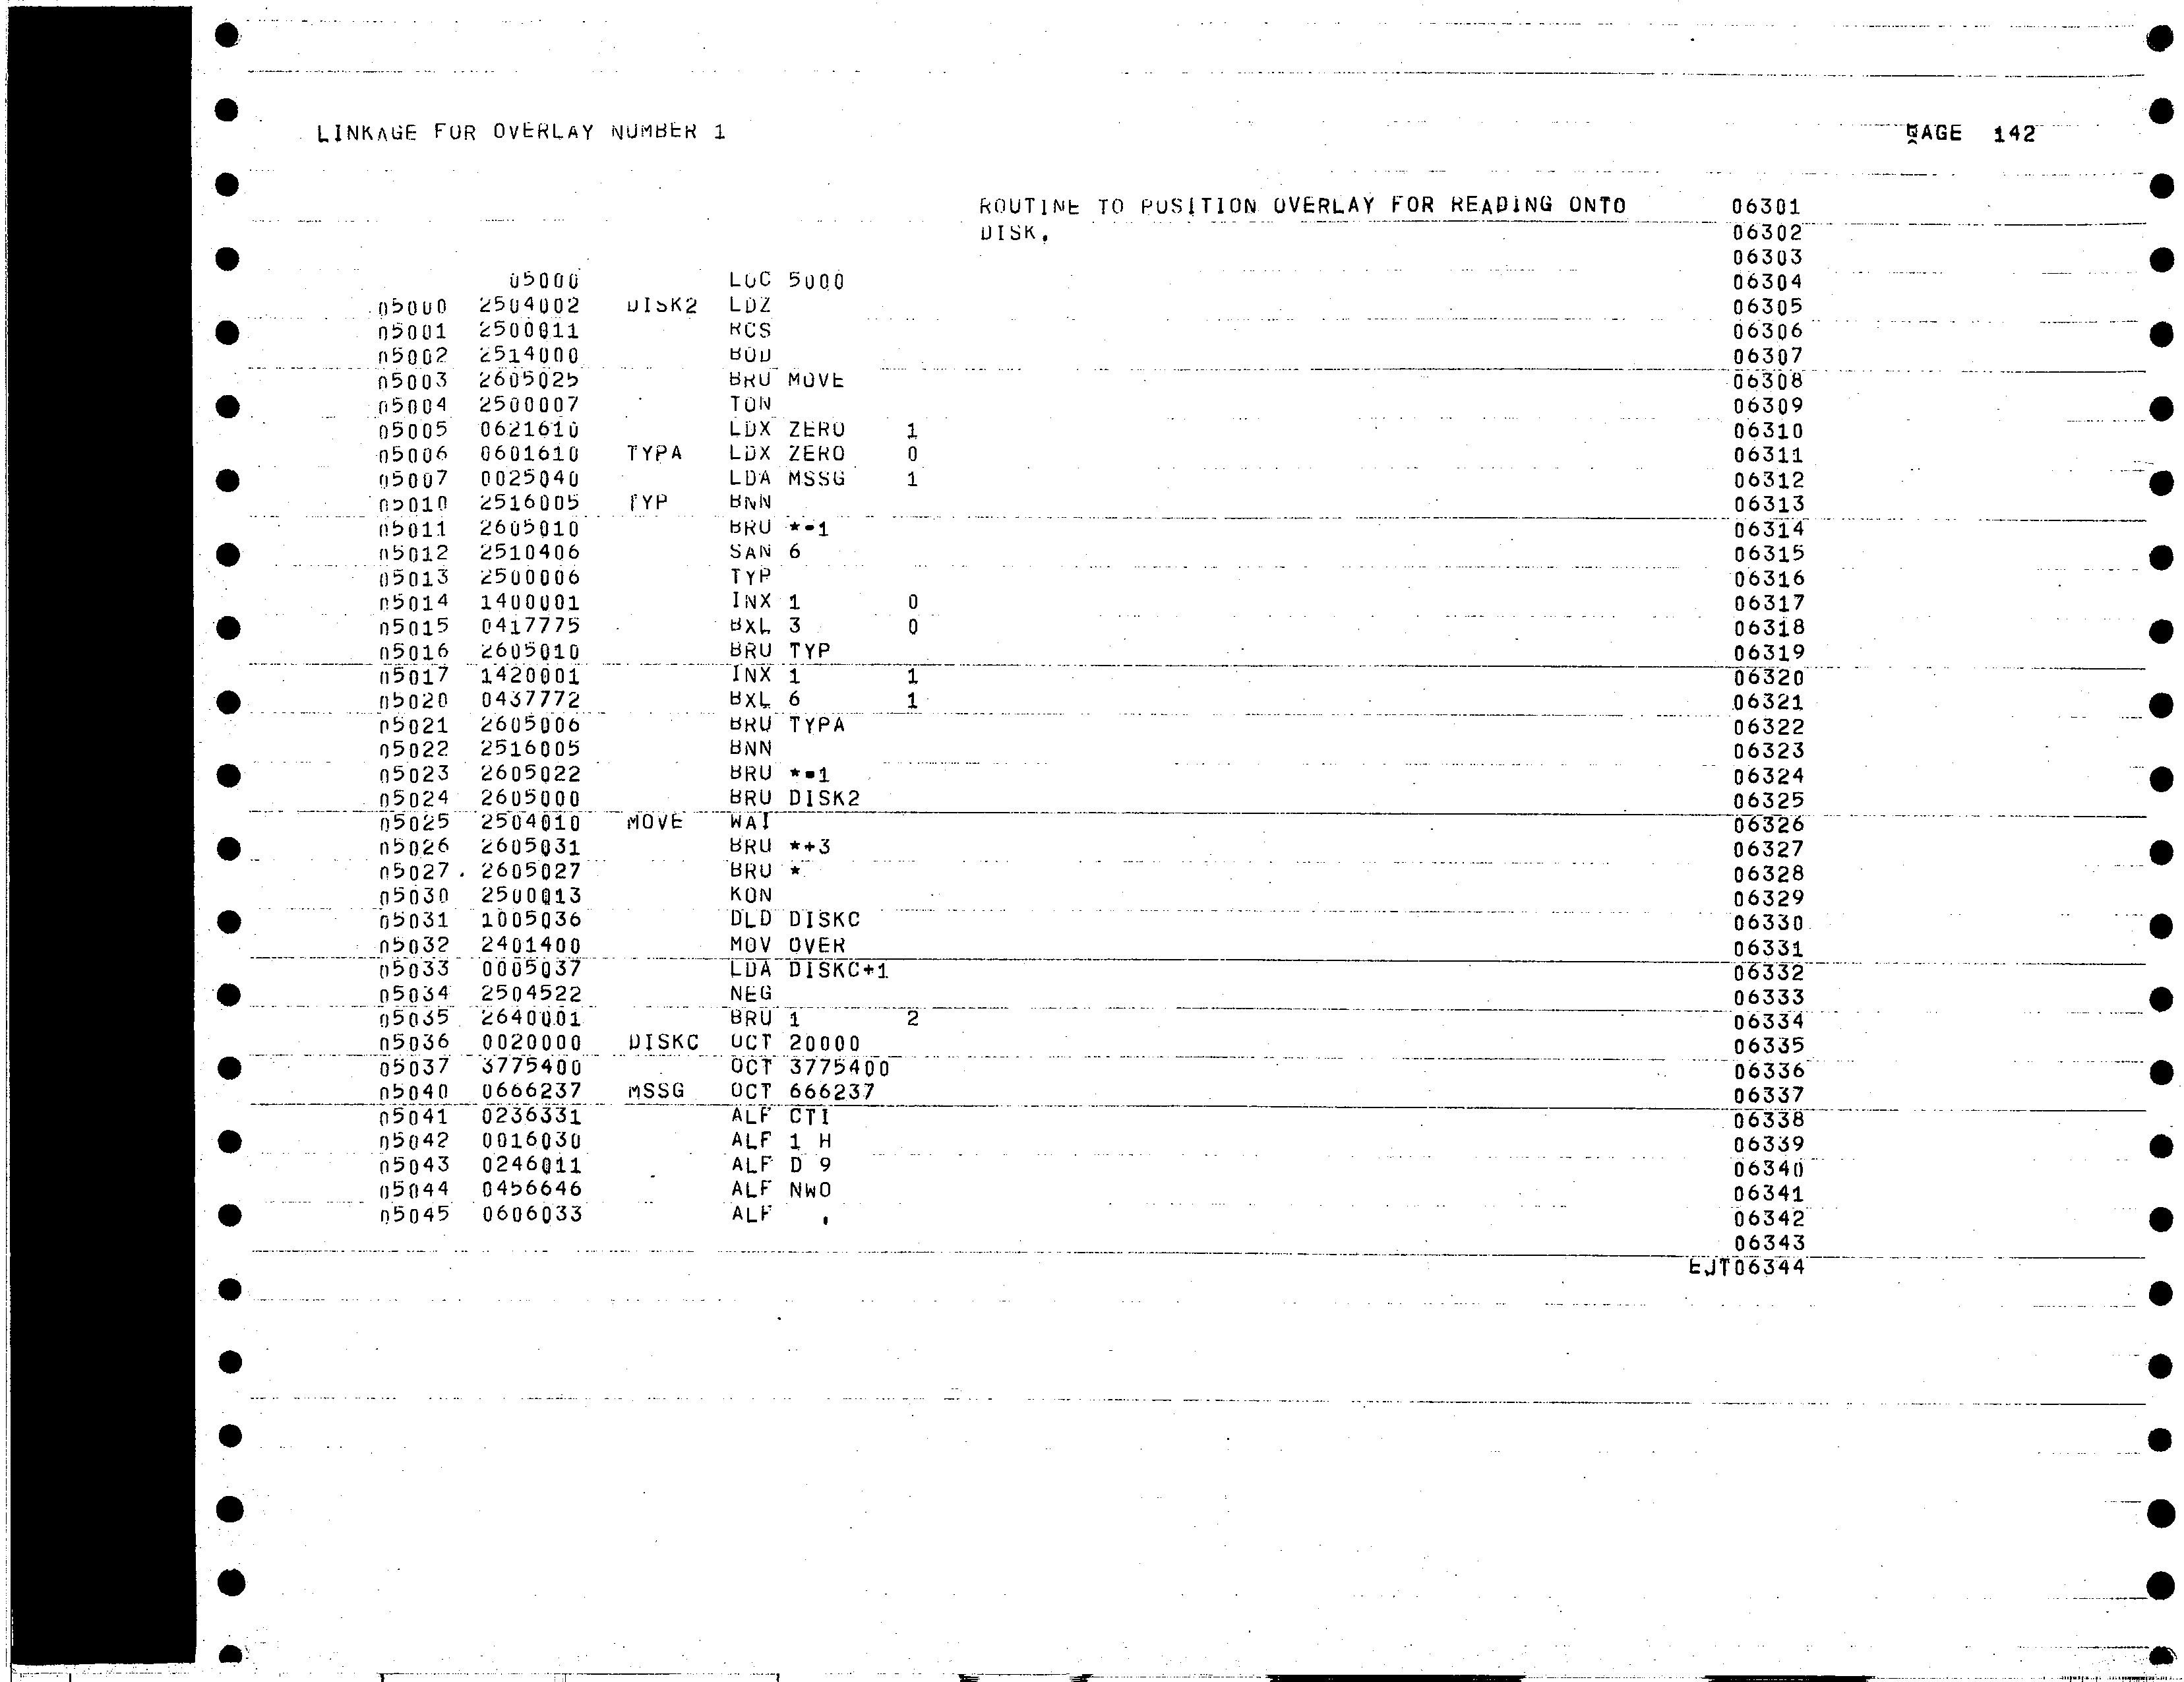 LINKAGE FOR OVERLAY NUMBER 1 PAGE 142
ROUTINE TO POSITION OVERLAY FOR READING ONTO 06301
DISK. 06302
06303
05000 LOC 5000 06304
05000 2504002 DISK2 LDZ 06305
05001 2500011 RCS 06306
05002 2514000 BOD 06307
05003 2605025 BRU MOVE 06308
05004 2500007 TON 06309
05005 0621610 LDX ZERO 1 06310
05006 0601610 TYPA LDX ZERO 0 06311
05007 0025040 LDA MSSG 1 06312
05010 2516005 TYP BNN 06313
05011 2605010 BRU *-1 06314
05012 2510406 SAN 6 06315
05013 2500006 TYP 06316
05014 1400001 INX 1 0 06317
05015 0417775 BXL 3 0 06318
05016 2605010 BRU TYP 06319
05017 1420001 INX 1 1 06320
05020 0437772 BXL 6 1 06321
05021 2605006 BRU TYPA 06322
05022 2516005 BNN 06323
05023 2605022 BRU *-1 06324
05024 2605000 BRU DISK2 06325
05025 2504010 MOVE WAI 06326
05026 2605031 BRU *+3 06327
05027 2605027 BRU * 06328
05030 2500013 KON 06329
05031 1005036 DLD DISKC 06330
05032 2401400 MOV OVER 06331
05033 0005037 LDA DISKC+1 06332
05034 2504522 NEG 06333
05035 2640001 BRU 1 2 06334
05036 0020000 DISKC OCT 20000 06335
05037 3775400 OCT 3775400 06336
05040 0666237 MSSG OCT 666237 06337
05041 0236331 ALF CTI 06338
05042 0016030 ALF 1 H 06339
05043 0246011 ALF D 9 06340
05044 0456646 ALF NWO 06341
05045 0606033 ALF . 06342
06343
EJT06344